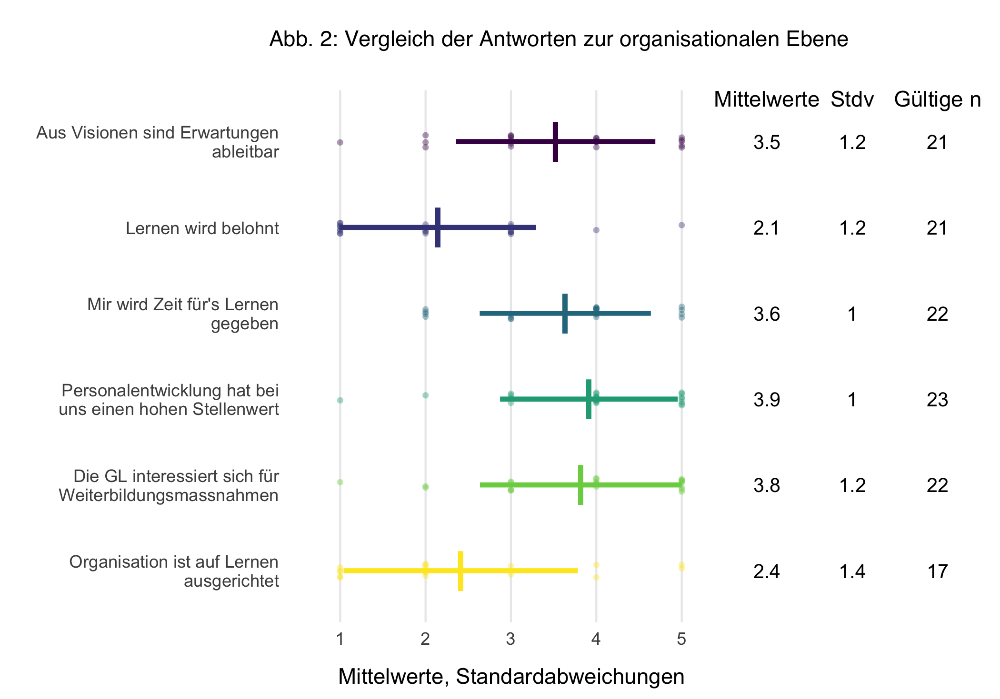 Abb. 2: Vergleich der Antworten zur organisationalen Ebene
Mittelwerte Stdv Gültige n
Aus Visionen sind Erwartungen
ableitbar
3.5 1.2 21
Lernen wird belohnt
2.1 1.2 21
Mir wird Zeit für's Lernen
gegeben
3.6 1 22
Personalentwicklung hat bei
uns einen hohen Stellenwert
3.9 1 23
Die GL interessiert sich für
Weiterbildungsmassnahmen
3.8 1.2 22
Organisation ist auf Lernen
ausgerichtet
2.4 1.4 17
1 2 3 4 5
Mittelwerte, Standardabweichungen